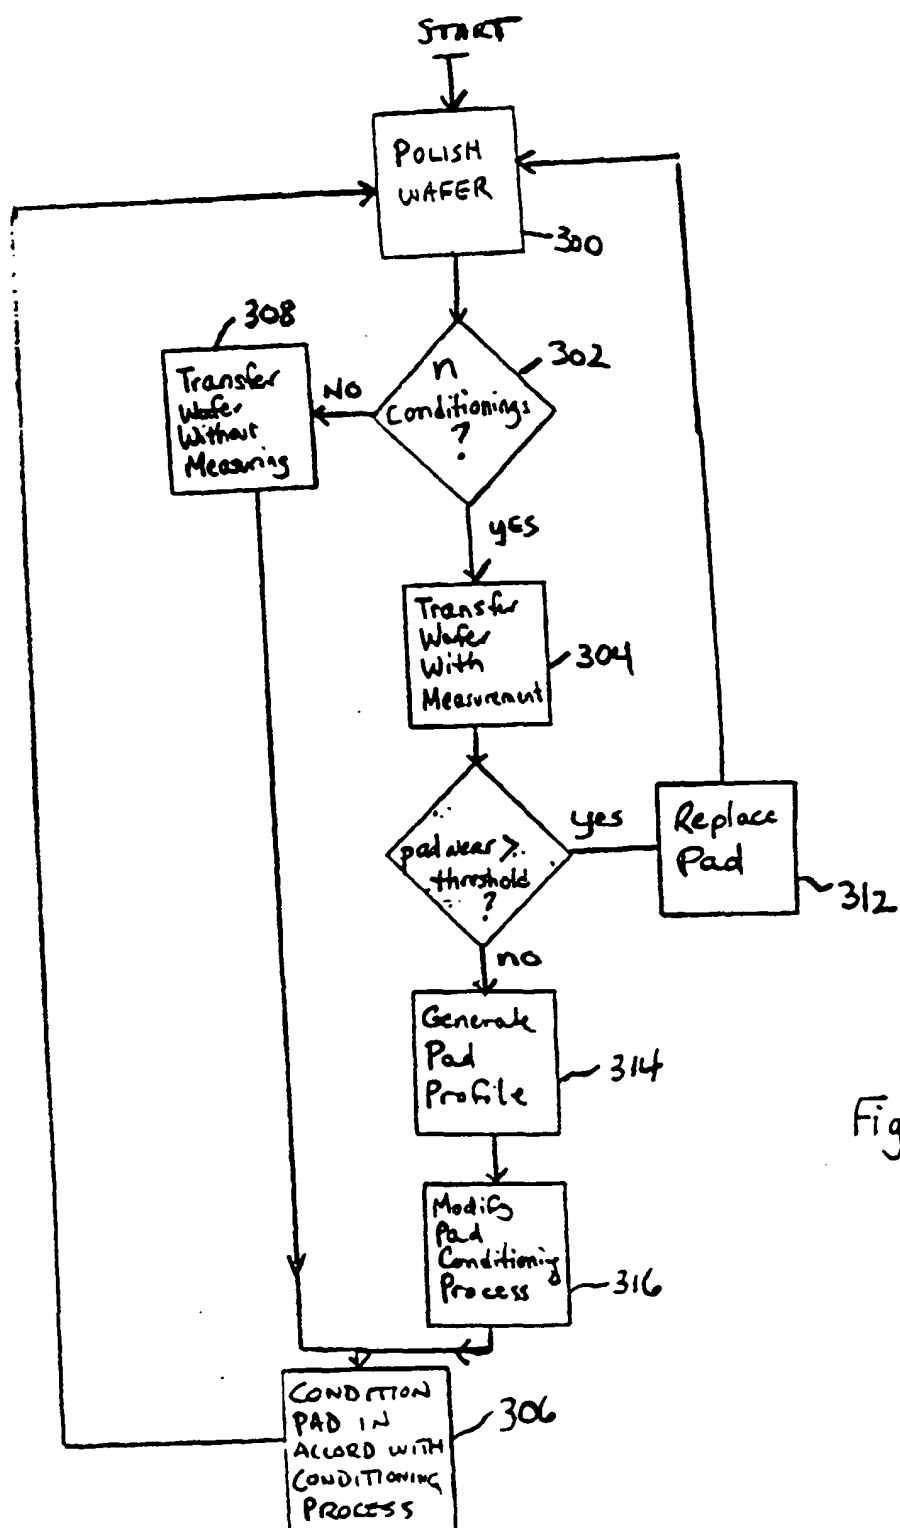 START
POLISH
WAFER
300
302
n
Conditionings
?
NO
308
Transfer
Wafer
Without
Measuring
yES
Transfer
Wafer
With
Measurement
304
pad wear >
threshold
?
yes
Replace
Pad
312
no
Generate
Pad
Profile
314
Fig
Modify
Pad
Conditioning
Process
316
CONDITION
PAD IN
ACCORD WITH
CONDITIONING
PROCESS
306